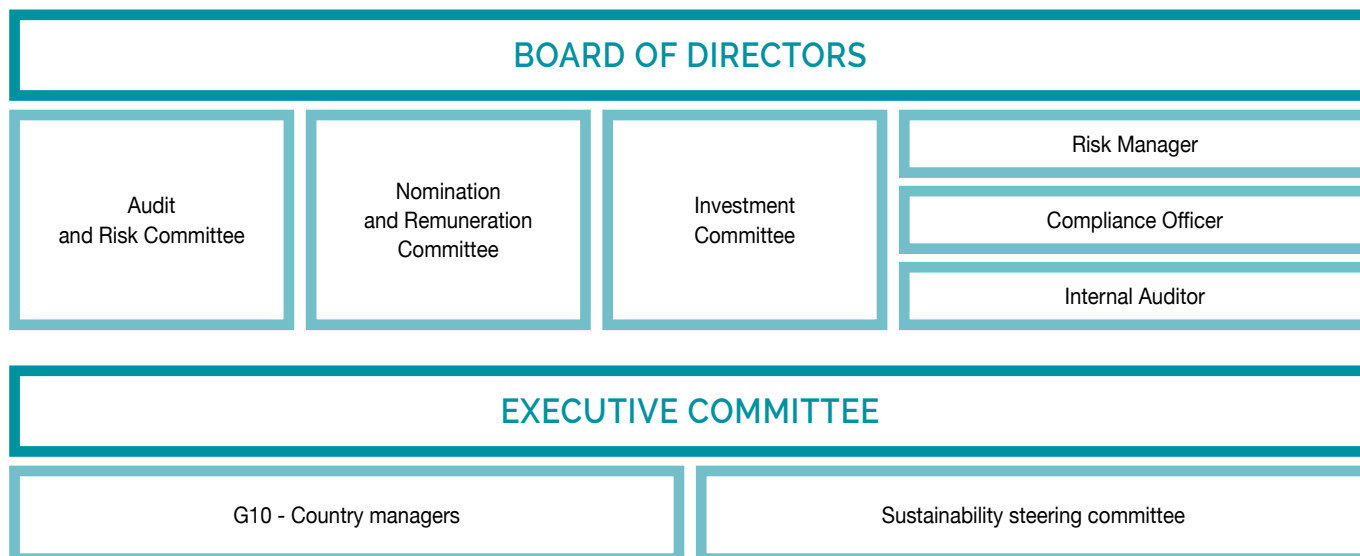 BOARD OF DIRECTORS
Audit
and Risk Committee
Nomination
and Remuneration
Committee
Investment
Committee
Risk Manager
Compliance Officer
Internal Auditor
EXECUTIVE COMMITTEE
G10 - Country managers
Sustainability steering committee